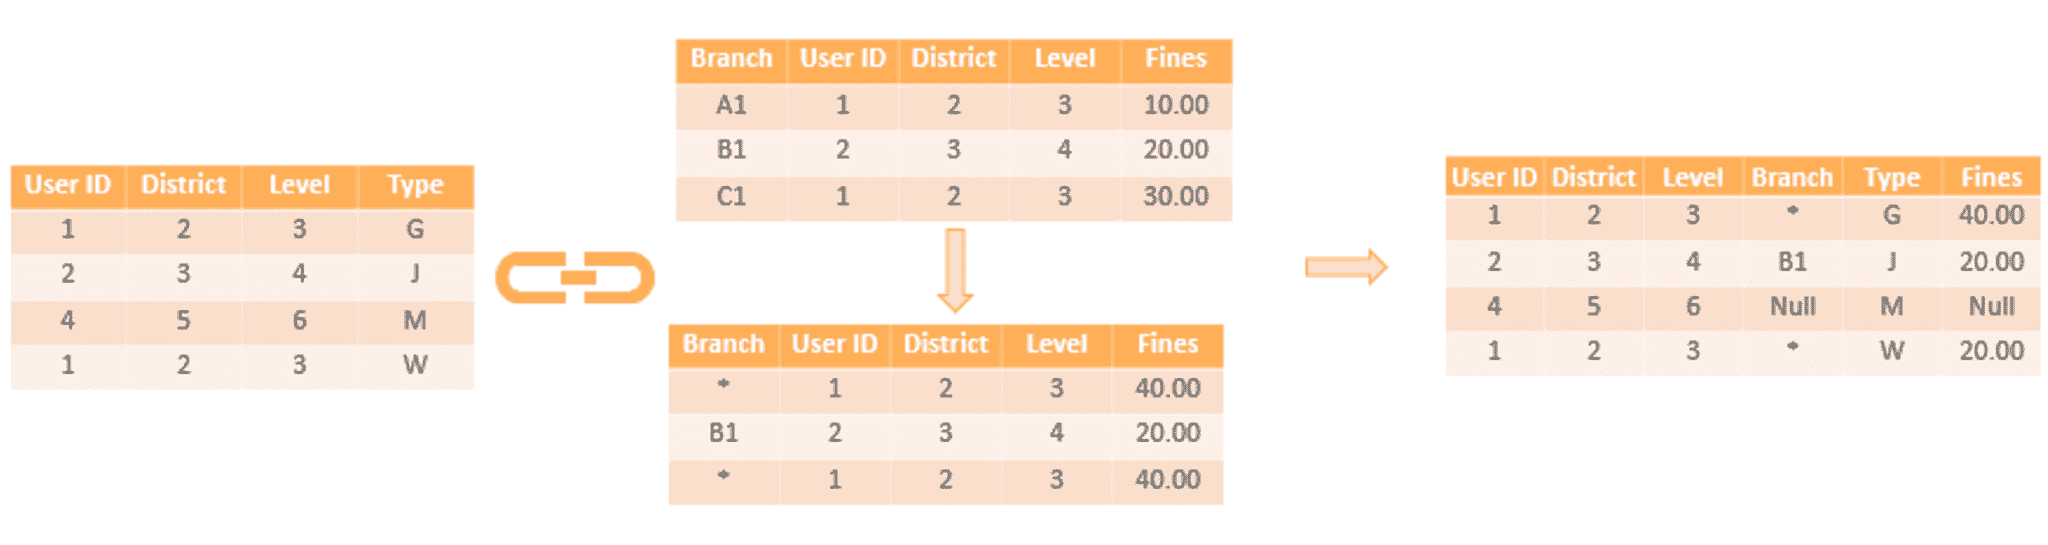 User ID District Level Type
1 2 3 G
2 3 4 J
4 5 6 M
1 2 3 W
Branch User ID District Level Fines
A1 1 2 3 10.00
B1 2 3 4 20.00
C1 1 2 3 30.00
Branch User ID District Level Fines
* 1 2 3 40.00
B1 2 3 4 20.00
* 1 2 3 40.00
User ID District Level Branch Type Fines
1 2 3 * G 40.00
2 3 4 B1 J 20.00
4 5 6 Null M Null
1 2 3 * W 20.00